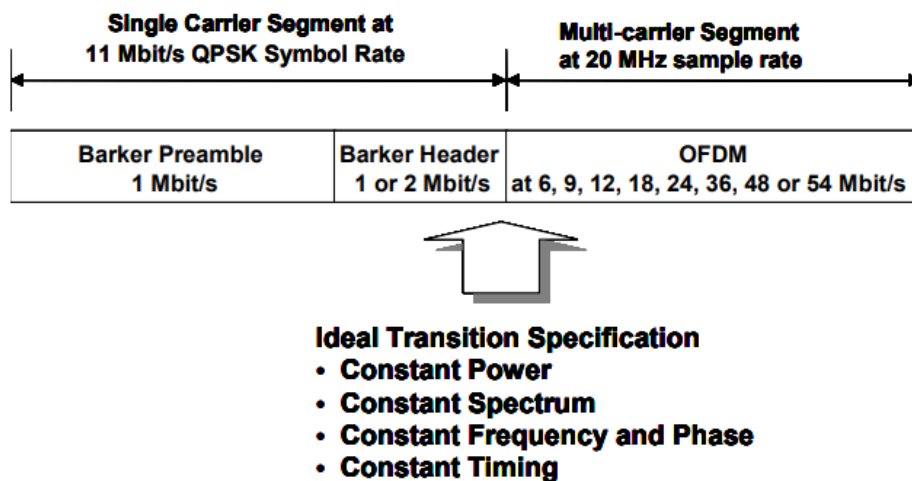 Single Carrier Segment at
11 Mbit/s QPSK Symbol Rate
Multi-carrier Segment
at 20 MHz sample rate
Barker Preamble
1 Mbit/s
Barker Header
1 or 2 Mbit/s
OFDM
at 6, 9, 12, 18, 24, 36, 48 or 54 Mbit/s
Ideal Transition Specification
• Constant Power
• Constant Spectrum
• Constant Frequency and Phase
• Constant Timing